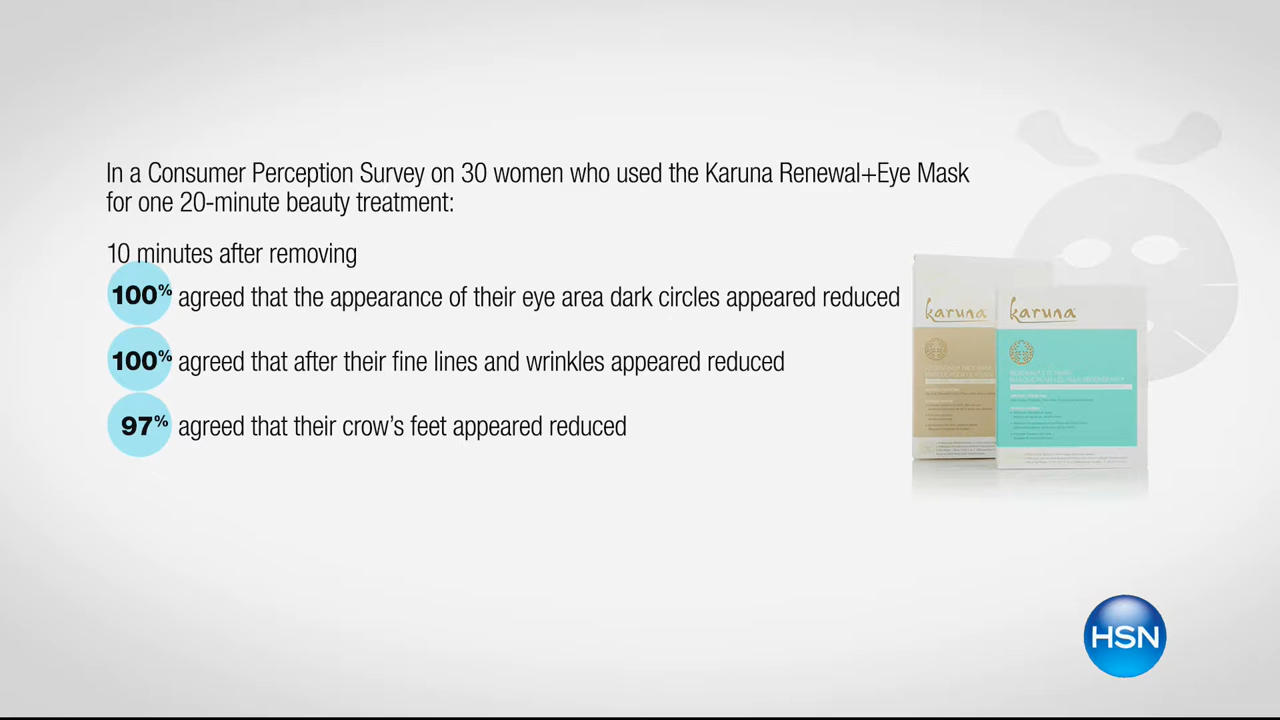 In a Consumer Perception Survey on 30 women who used the Karuna Renewal+Eye Mask
for one 20-minute beauty treatment:
10 minutes after removing
100% agreed that the appearance of their eye area dark circles appeared reduced
100% agreed that after their fine lines and wrinkles appeared reduced
97% agreed that their crow's feet appeared reduced
karuna
karuna
HSN